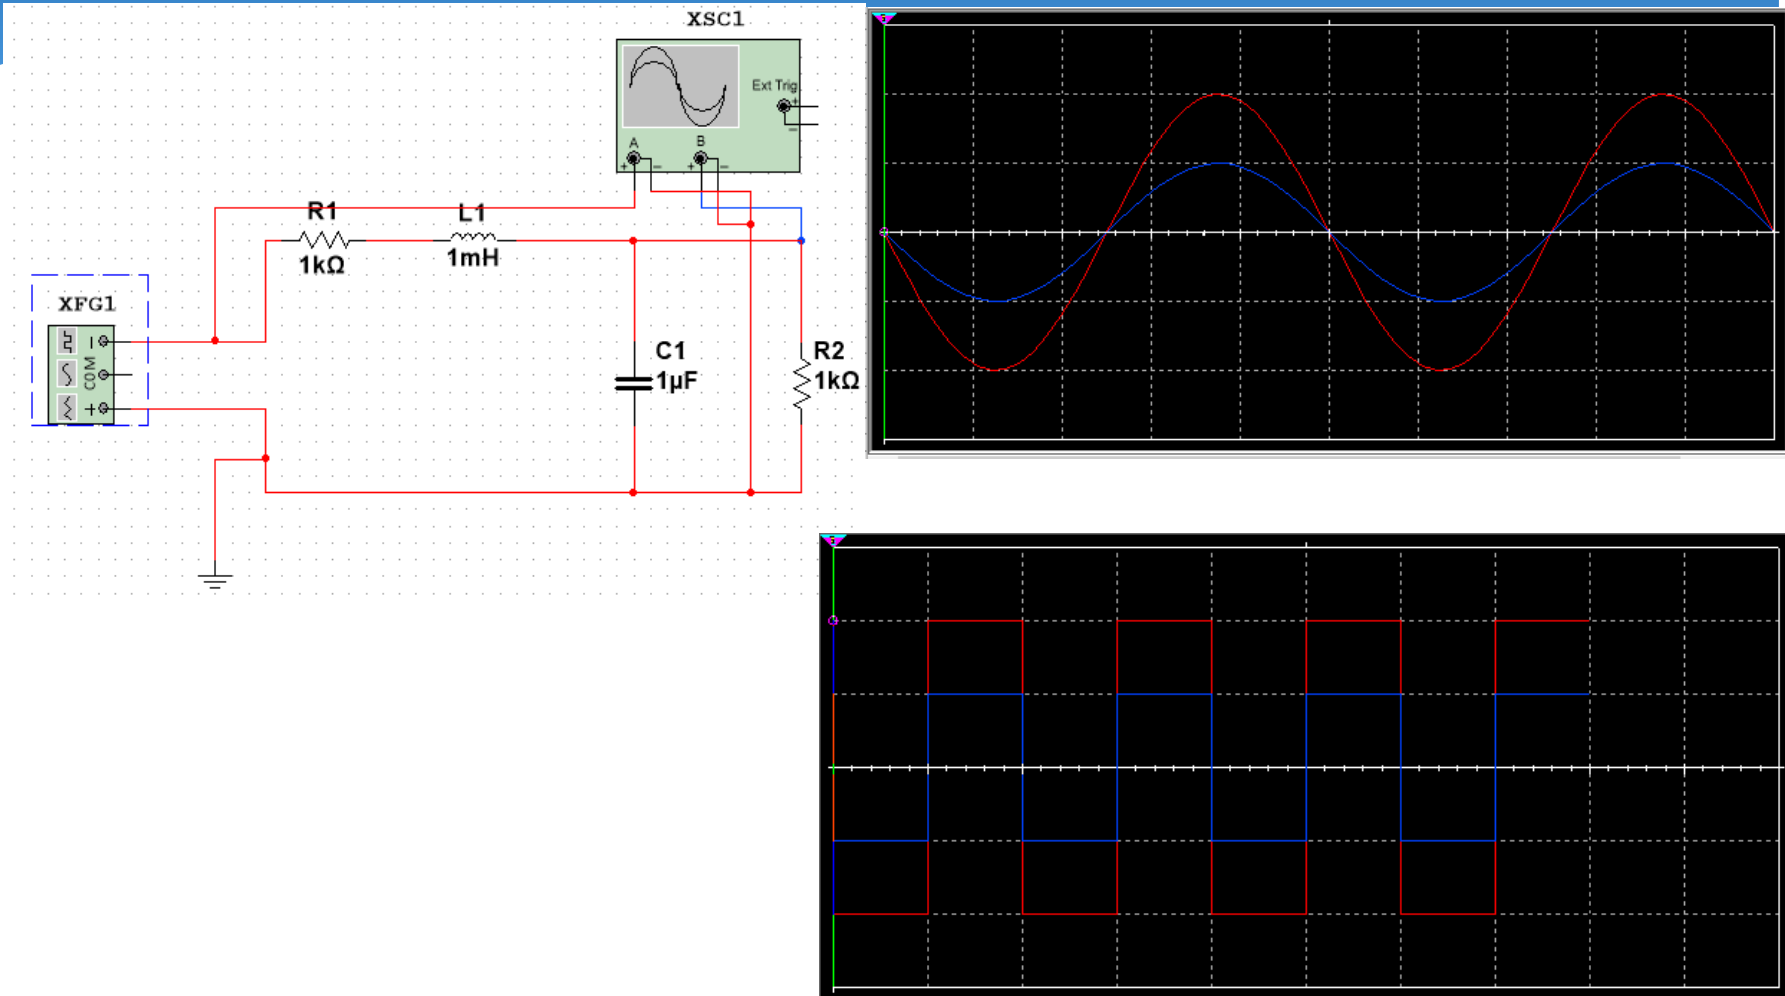 XSC1
Ext Trig
+
−
A
B
+ − + −
R1
L1
1kΩ
1mH
XFG1
−
COM
+
C1
1µF
R2
1kΩ